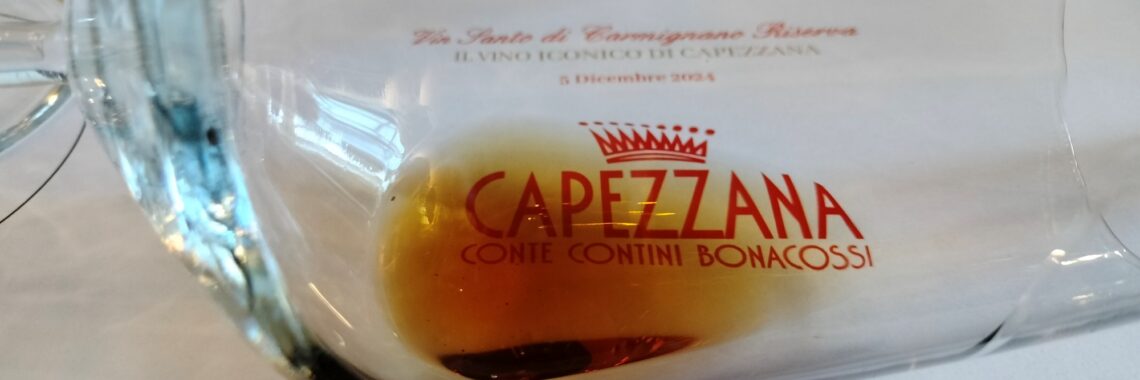 Vin Santo di Carmignano Riserva
IL VINO ICONICO DI CAPEZZANA
5 Dicembre 2024
CAPEZZANA
CONTE CONTINI BONACOSSI